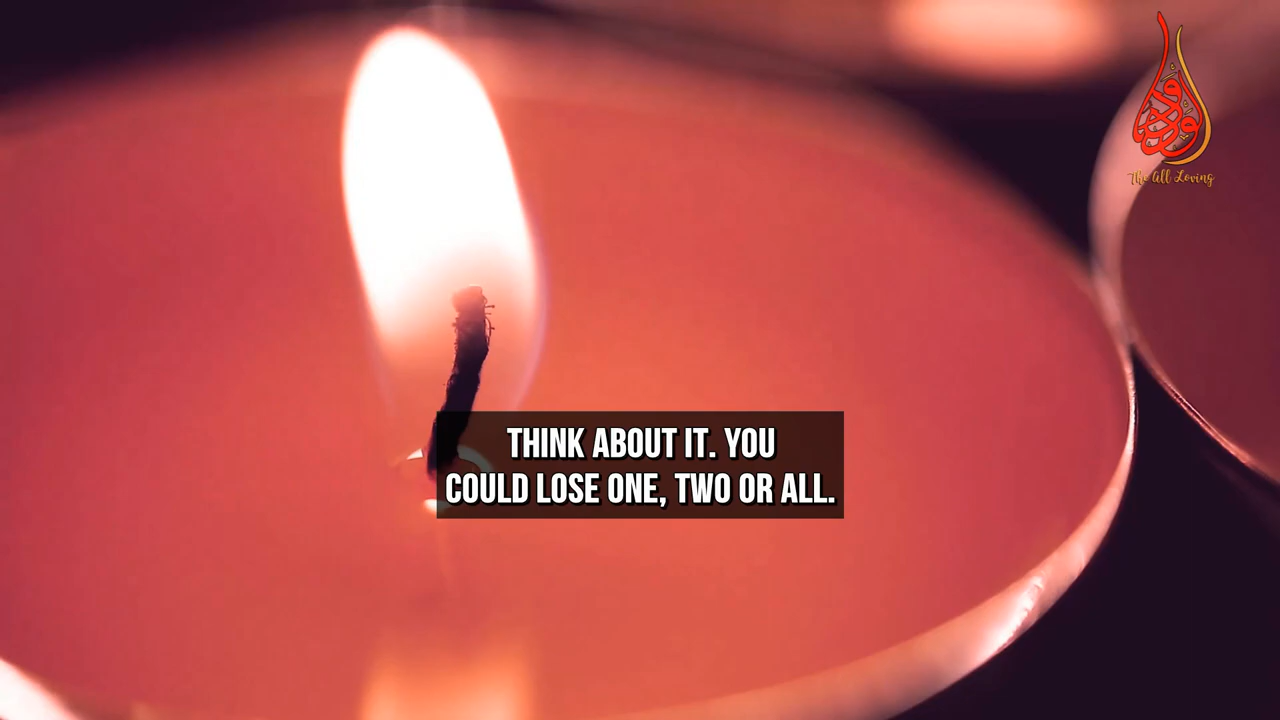 The All Loving
THINK ABOUT IT. YOU
COULD LOSE ONE, TWO OR ALL.